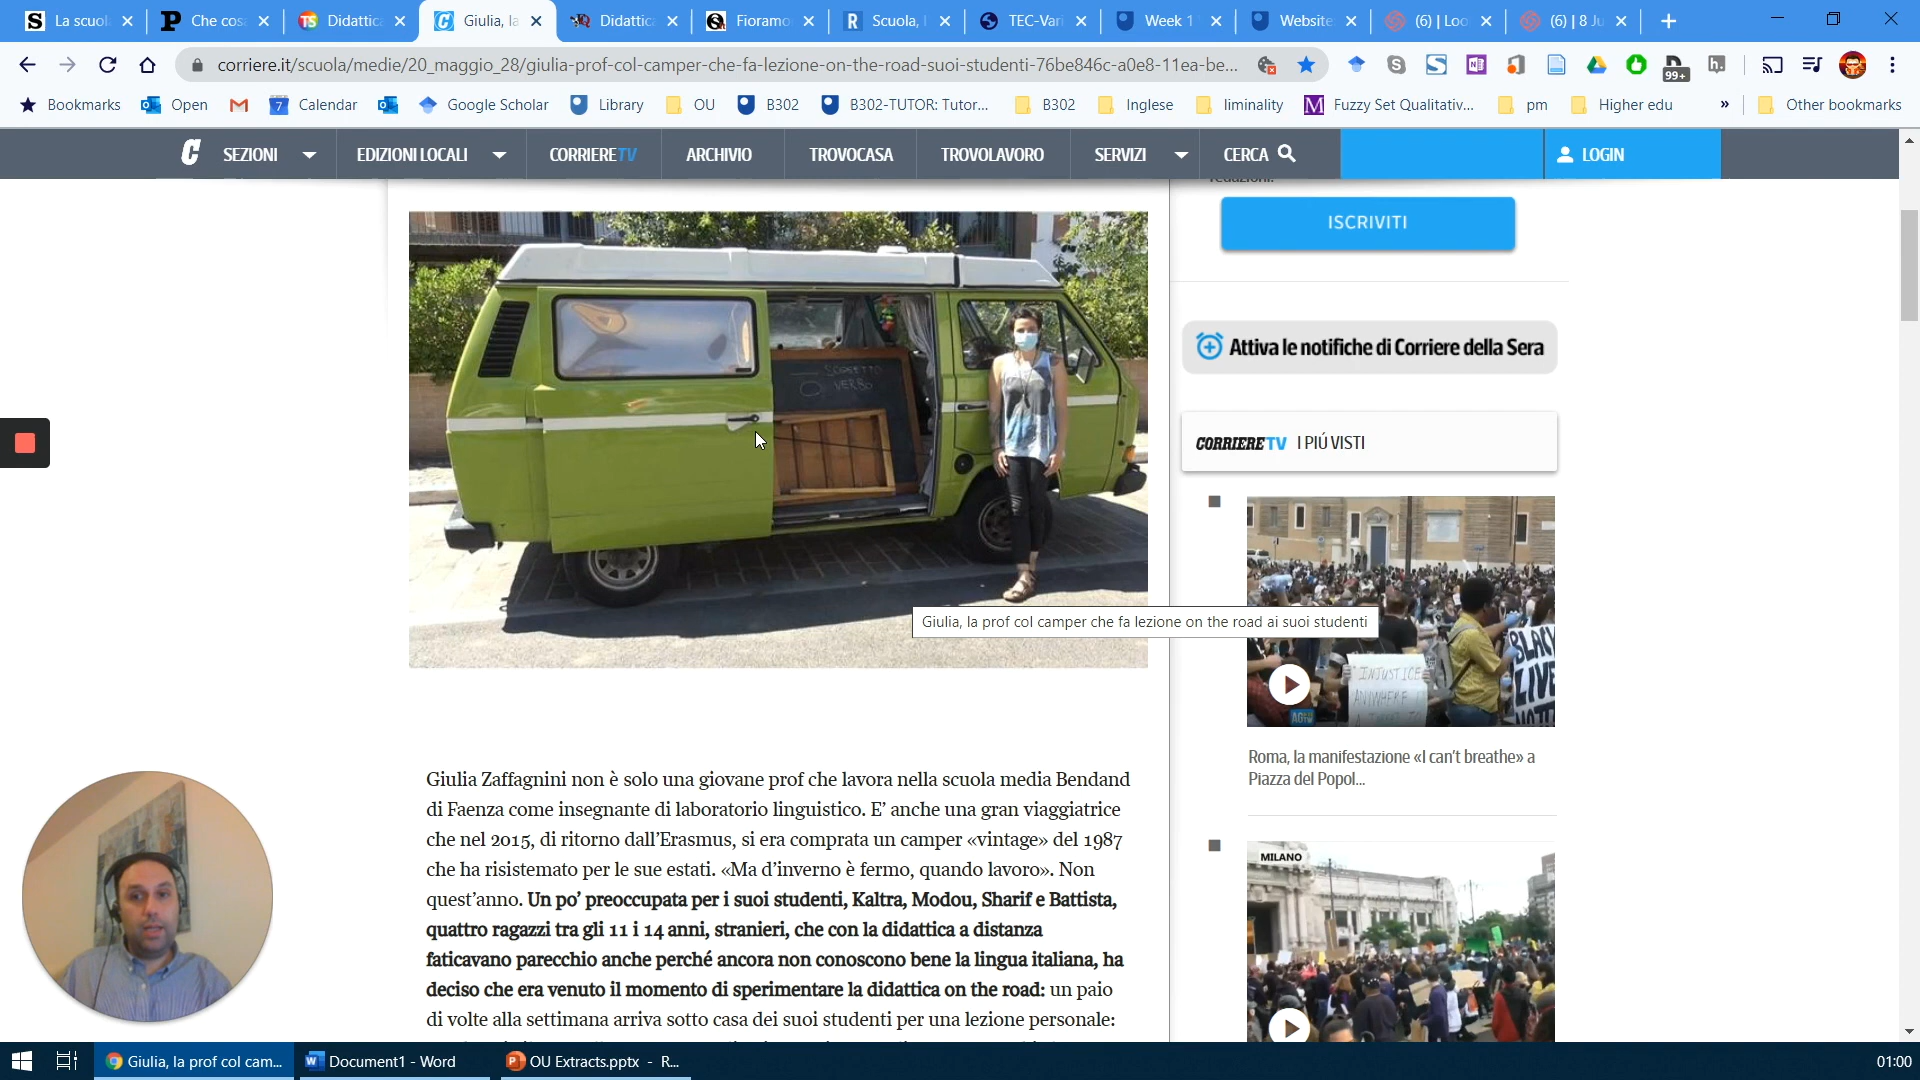 La scuol
Che cos
Didattic
Giulia, la
Didattic
Fioramo
Scuola, l
TEC-Var
Week 1
Website
(6) | Loo
(6) | 8 Ju
corriere.it/scuola/medie/20_maggio_28/giulia-prof-col-camper-che-fa-lezione-on-the-road-suoi-studenti-76be846c-a0e8-11ea-be...
99+
Bookmarks
Open
Calendar
Google Scholar
Library
OU
B302
B302-TUTOR: Tutor...
B302
Inglese
liminality
Fuzzy Set Qualitativ...
pm
Higher edu
»
Other bookmarks
SEZIONI
EDIZIONI LOCALI
CORRIERETV
ARCHIVIO
TROVOCASA
TROVOLAVORO
SERVIZI
CERCA
LOGIN
redazioni.
ISCRIVITI
Attiva le notifiche di Corriere della Sera
CORRIERETV I PIÚ VISTI
SOGGETTO
VERBO
Giulia, la prof col camper che fa lezione on the road ai suoi studenti
BLACK
LIVE
INJUSTICE
ANYWHERE
Roma, la manifestazione «I can't breathe» a
Piazza del Popol...
MILANO
Giulia Zaffagnini non è solo una giovane prof che lavora nella scuola media Bendand
di Faenza come insegnante di laboratorio linguistico. E’ anche una gran viaggiatrice
che nel 2015, di ritorno dall’Erasmus, si era comprata un camper «vintage» del 1987
che ha risistemato per le sue estati. «Ma d’inverno è fermo, quando lavoro». Non
quest’anno. Un po’ preoccupata per i suoi studenti, Kaltra, Modou, Sharif e Battista,
quattro ragazzi tra gli 11 i 14 anni, stranieri, che con la didattica a distanza
faticavano parecchio anche perché ancora non conoscono bene la lingua italiana, ha
deciso che era venuto il momento di sperimentare la didattica on the road: un paio
di volte alla settimana arriva sotto casa dei suoi studenti per una lezione personale:
Giulia, la prof col cam...
Document1 - Word
OU Extracts.pptx - R...
01:00